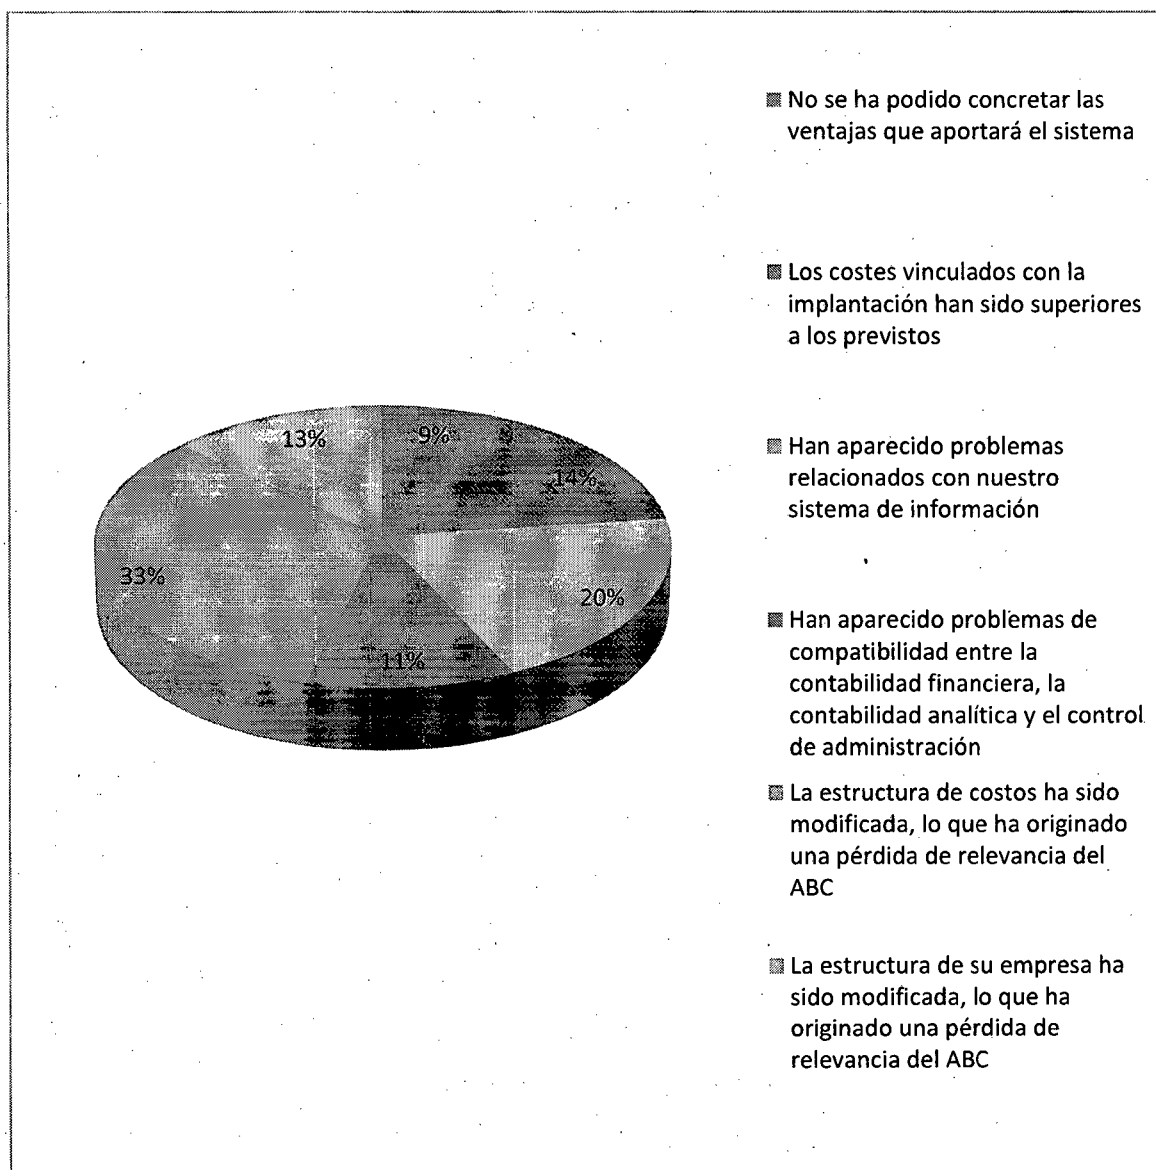 No se ha podido concretar las
ventajas que aportará el sistema
Los costes vinculados con la
implantación han sido superiores
a los previstos
13%
9%
14%
Han aparecido problemas
relacionados con nuestro
sistema de información
33%
20%
11%
Han aparecido problemas de
compatibilidad entre la
contabilidad financiera, la
contabilidad analítica y el control
de administración
La estructura de costos ha sido
modificada, lo que ha originado
una pérdida de relevancia del
ABC
La estructura de su empresa ha
sido modificada, lo que ha
originado una pérdida de
relevancia del ABC